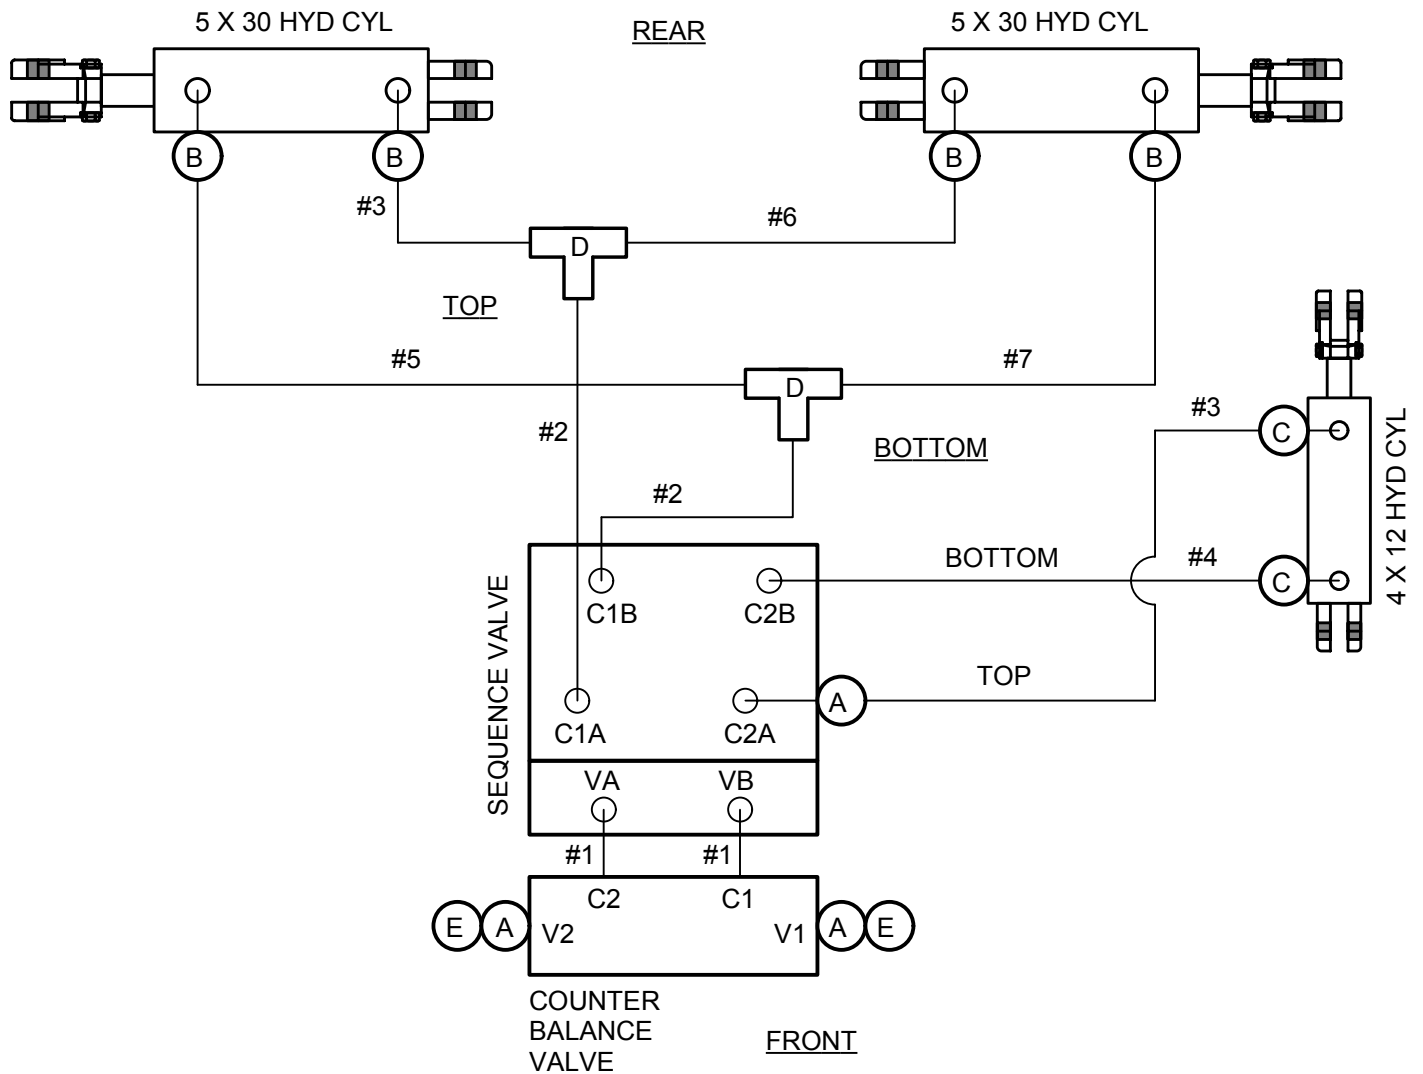 5 X 30 HYD CYL
REAR
5 X 30 HYD CYL
B
B
B
B
#3
#6
D
TOP
#5
D
#7
#2
BOTTOM
#3
C
4 X 12 HYD CYL
#2
BOTTOM
#4
C
SEQUENCE VALVE
C1B
C2B
TOP
A
C1A
C2A
VA
VB
#1
#1
C2
C1
E
A
V2
V1
A
E
COUNTER
BALANCE
VALVE
FRONT